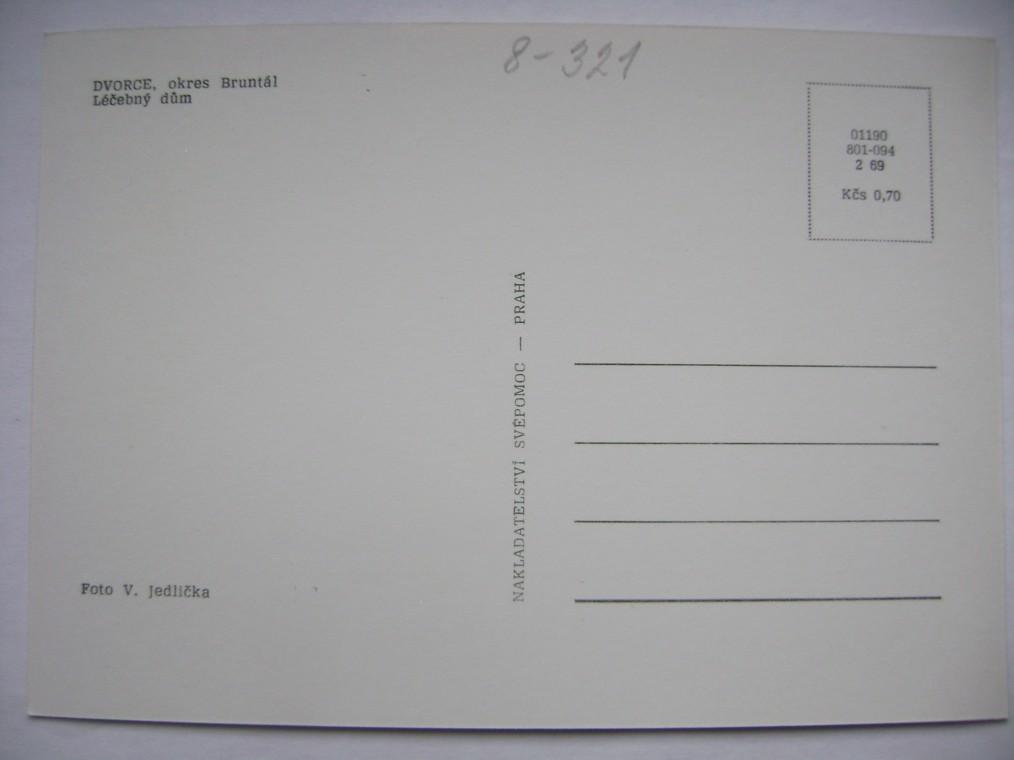 8-321
DVORCE, okres Bruntál
Léčebný dům
01190
801-094
2 69
Kčs 0,70
NAKLADATELSTVÍ SVÉPOMOC — PRAHA
Foto V. Jedlička